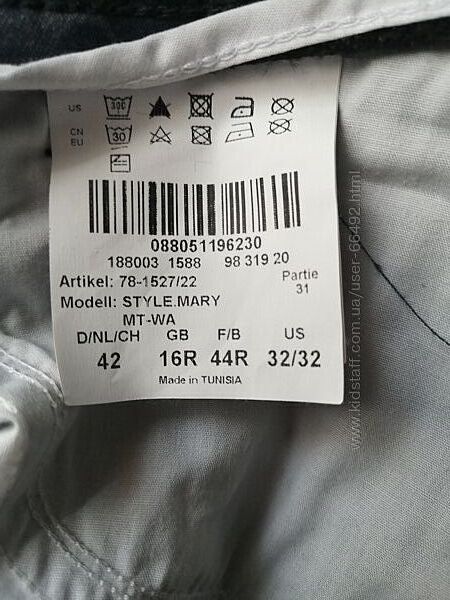 US
CN
EU
30
088051196230
188003 1588 98 319 20
Artikel: 78-1527/22 Partie
31
Modell: STYLE.MARY
MT-WA
D/NL/CH GB F/B US
42 16R 44R 32/32
Made in TUNISIA
www.kidstaff.com.ua/user-66492.html